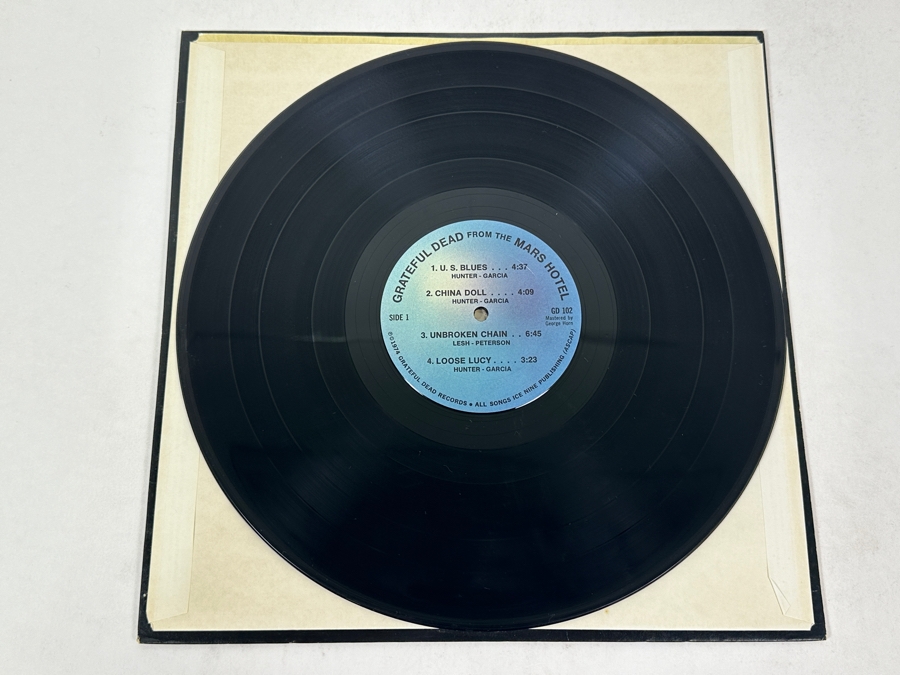 GRATEFUL DEAD FROM THE MARS HOTEL
1. U. S. BLUES . . . 4:37
HUNTER - GARCIA
2. CHINA DOLL . . . . 4:09
HUNTER - GARCIA
SIDE 1
GD 102
Mastered by
George Horn
3. UNBROKEN CHAIN . . 6:45
LESH - PETERSON
4. LOOSE LUCY . . . . 3:23
HUNTER - GARCIA
℗©1974 GRATEFUL DEAD RECORDS ● ALL SONGS ICE NINE PUBLISHING (ASCAP)